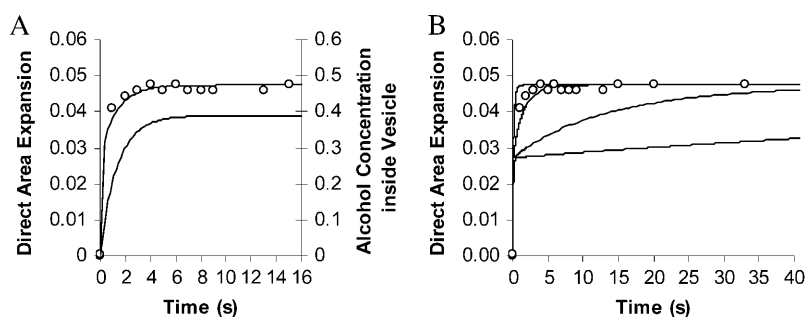 A
Direct Area Expansion
0.06
0.05
0.04
0.03
0.02
0.01
0
0.6
0.5
0.4
0.3
0.2
0.1
0
Alcohol Concentration
inside Vesicle
0 2 4 6 8 10 12 14 16
Time (s)
B
Direct Area Expansion
0.06
0.05
0.04
0.03
0.02
0.01
0.00
0 5 10 15 20 25 30 35 40
Time (s)